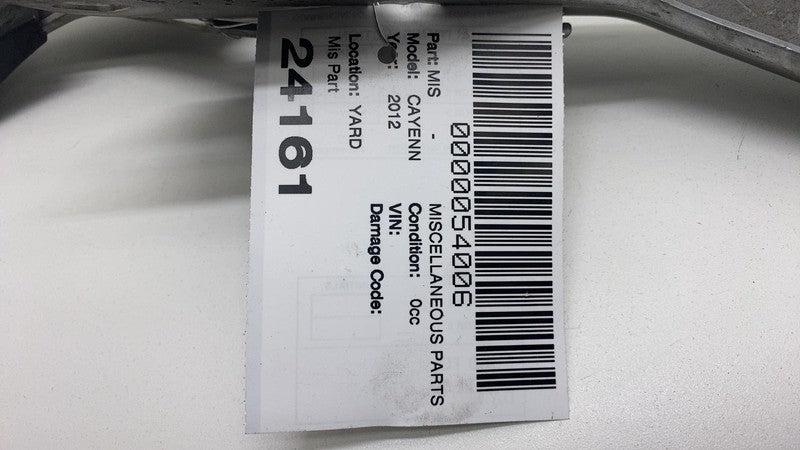 0000054006
Part: MIS - MISCELLANEOUS PARTS
Model: CAYENN Condition: 0cc
Year: 2012 VIN:
Damage Code:
Location: YARD
Mis Part
24161